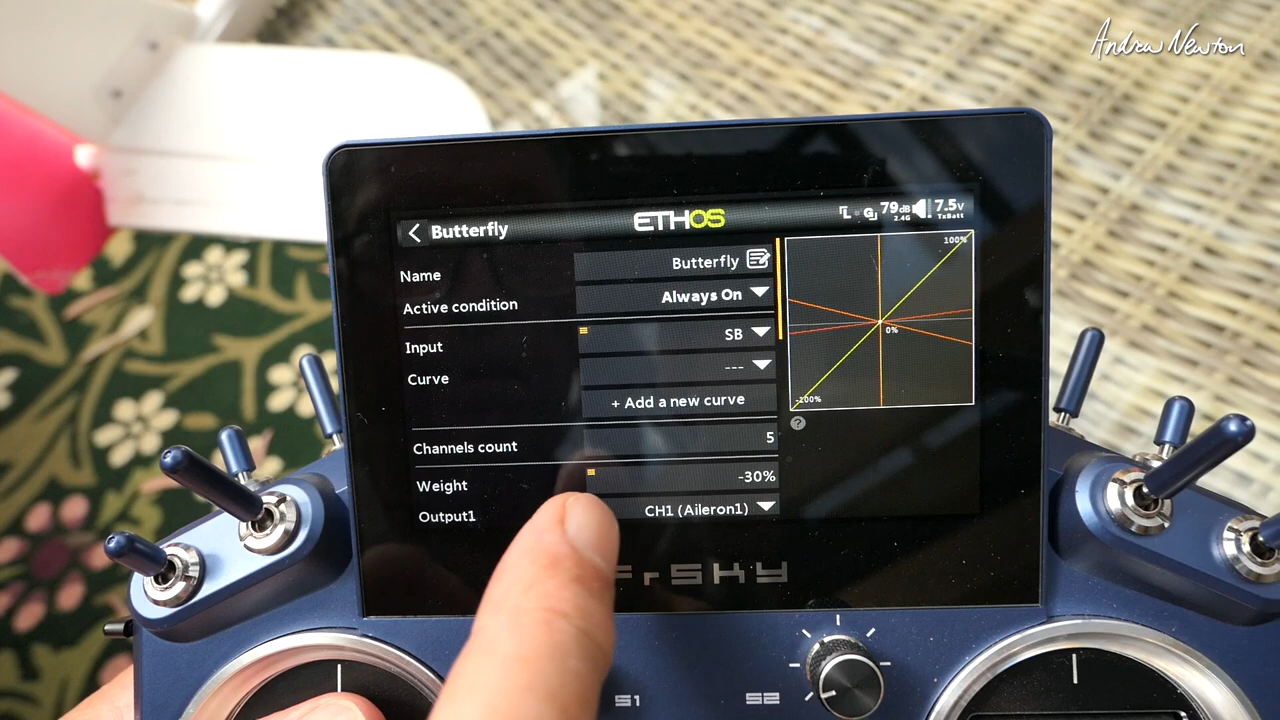 Andrew Newton
Butterfly
ETHOS
79dB
2.4G
7.5V
TxBatt
Name
Butterfly
Active condition
Always On
Input
SB
Curve
---
+ Add a new curve
Channels count
5
Weight
-30%
Output1
CH1 (Aileron1)
100%
0%
-100%
?
FrSKY
S1
S2